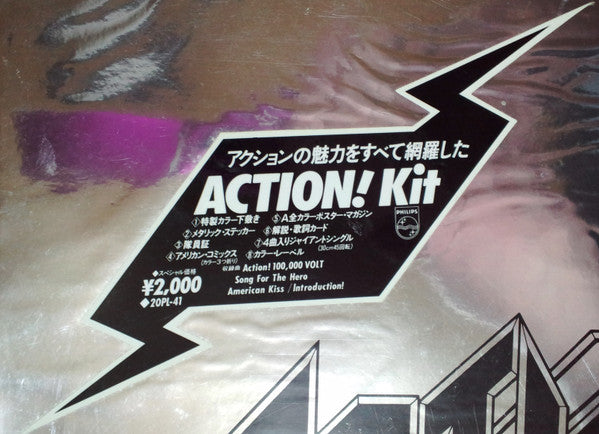 アクションの魅力をすべて網羅した
ACTION! Kit
①特製カラー下敷き
②メタリック・ステッカー
③隊員証
④アメリカン・コミックス
(カラー3つ折り)
⑤A全カラーポスター・マガジン
⑥解説・歌詞カード
⑦4曲入りジャイアントシングル
(30cm45回転)
⑧カラー・レーベル
PHILIPS
収録曲 Action! 100,000 VOLT
Song For The Hero
American Kiss / Introduction!
◆スペシャル価格
¥2,000
◆20PL-41